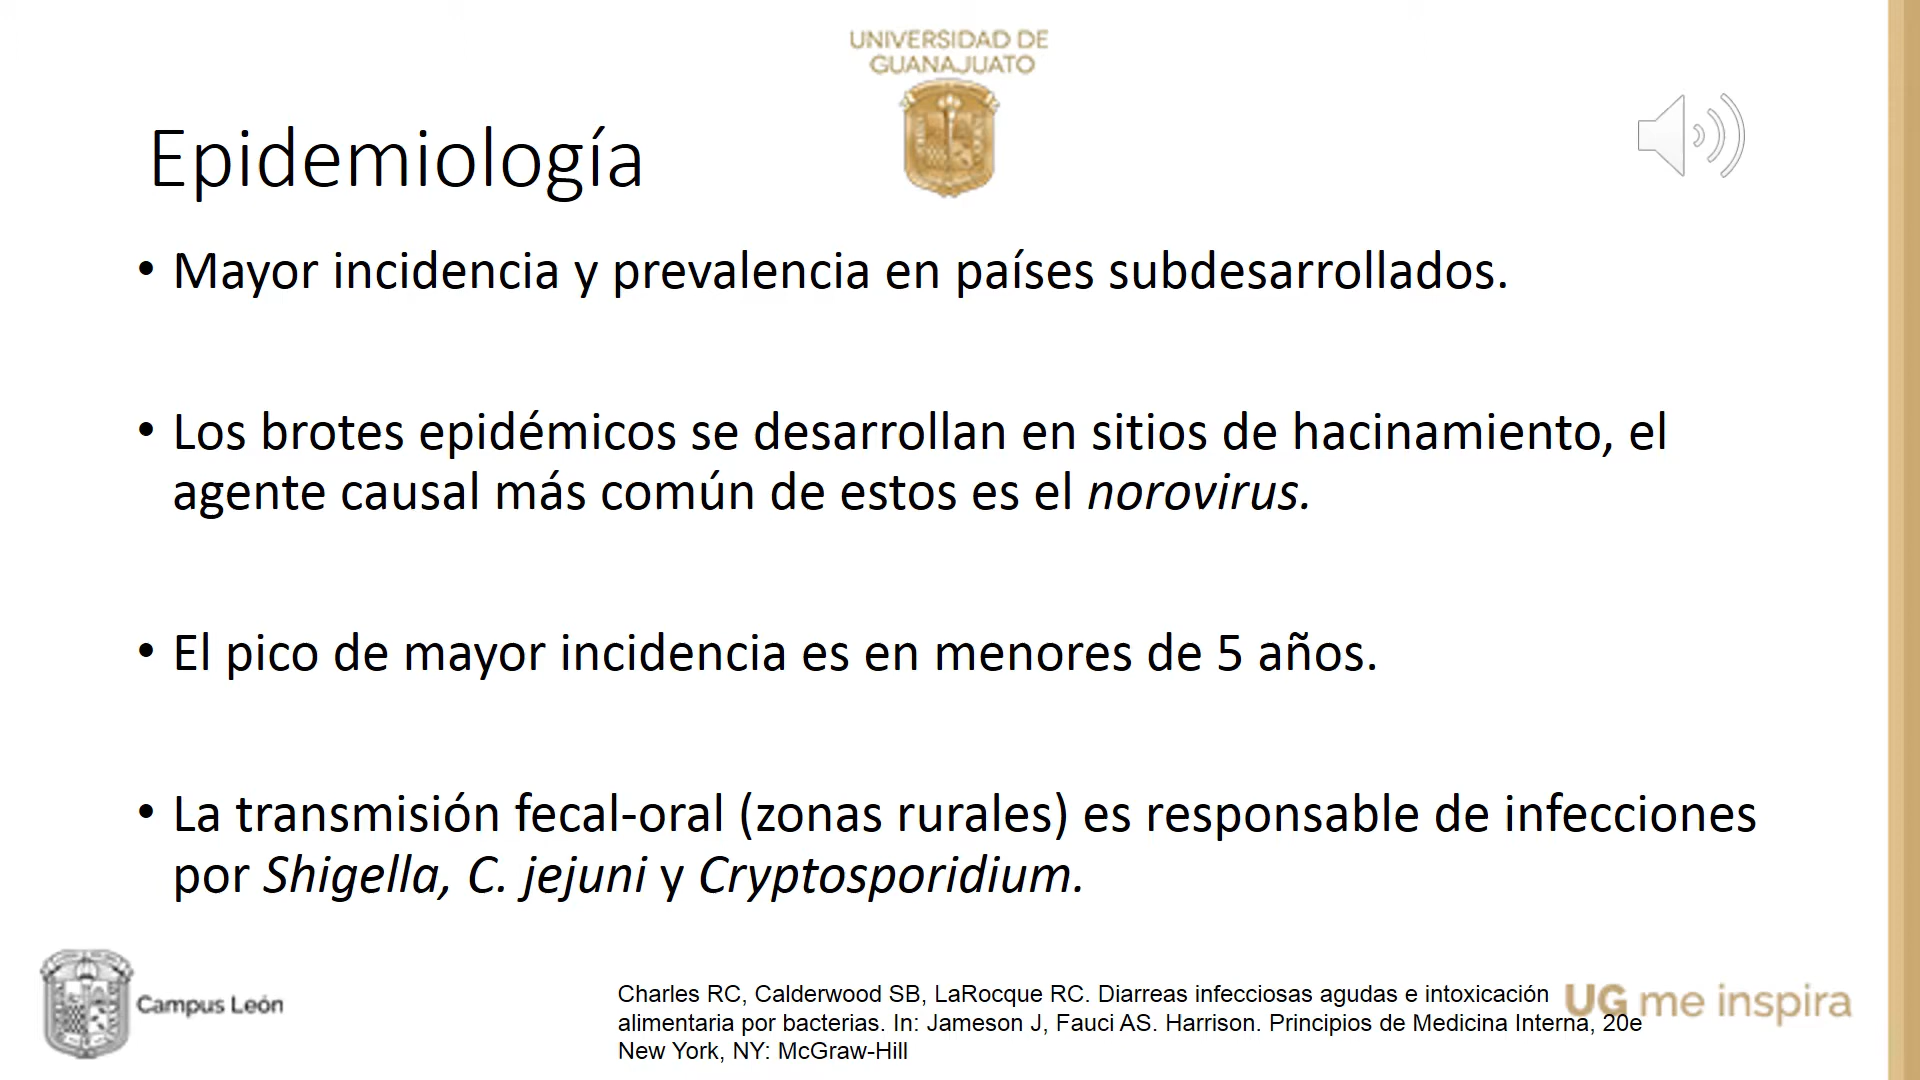 UNIVERSIDAD DE
GUANAJUATO
Epidemiología
• Mayor incidencia y prevalencia en países subdesarrollados.
• Los brotes epidémicos se desarrollan en sitios de hacinamiento, el
agente causal más común de estos es el norovirus.
• El pico de mayor incidencia es en menores de 5 años.
• La transmisión fecal-oral (zonas rurales) es responsable de infecciones
por Shigella, C. jejuni y Cryptosporidium.
Campus León
Charles RC, Calderwood SB, LaRocque RC. Diarreas infecciosas agudas e intoxicación
alimentaria por bacterias. In: Jameson J, Fauci AS. Harrison. Principios de Medicina Interna, 20e
New York, NY: McGraw-Hill
UG me inspira